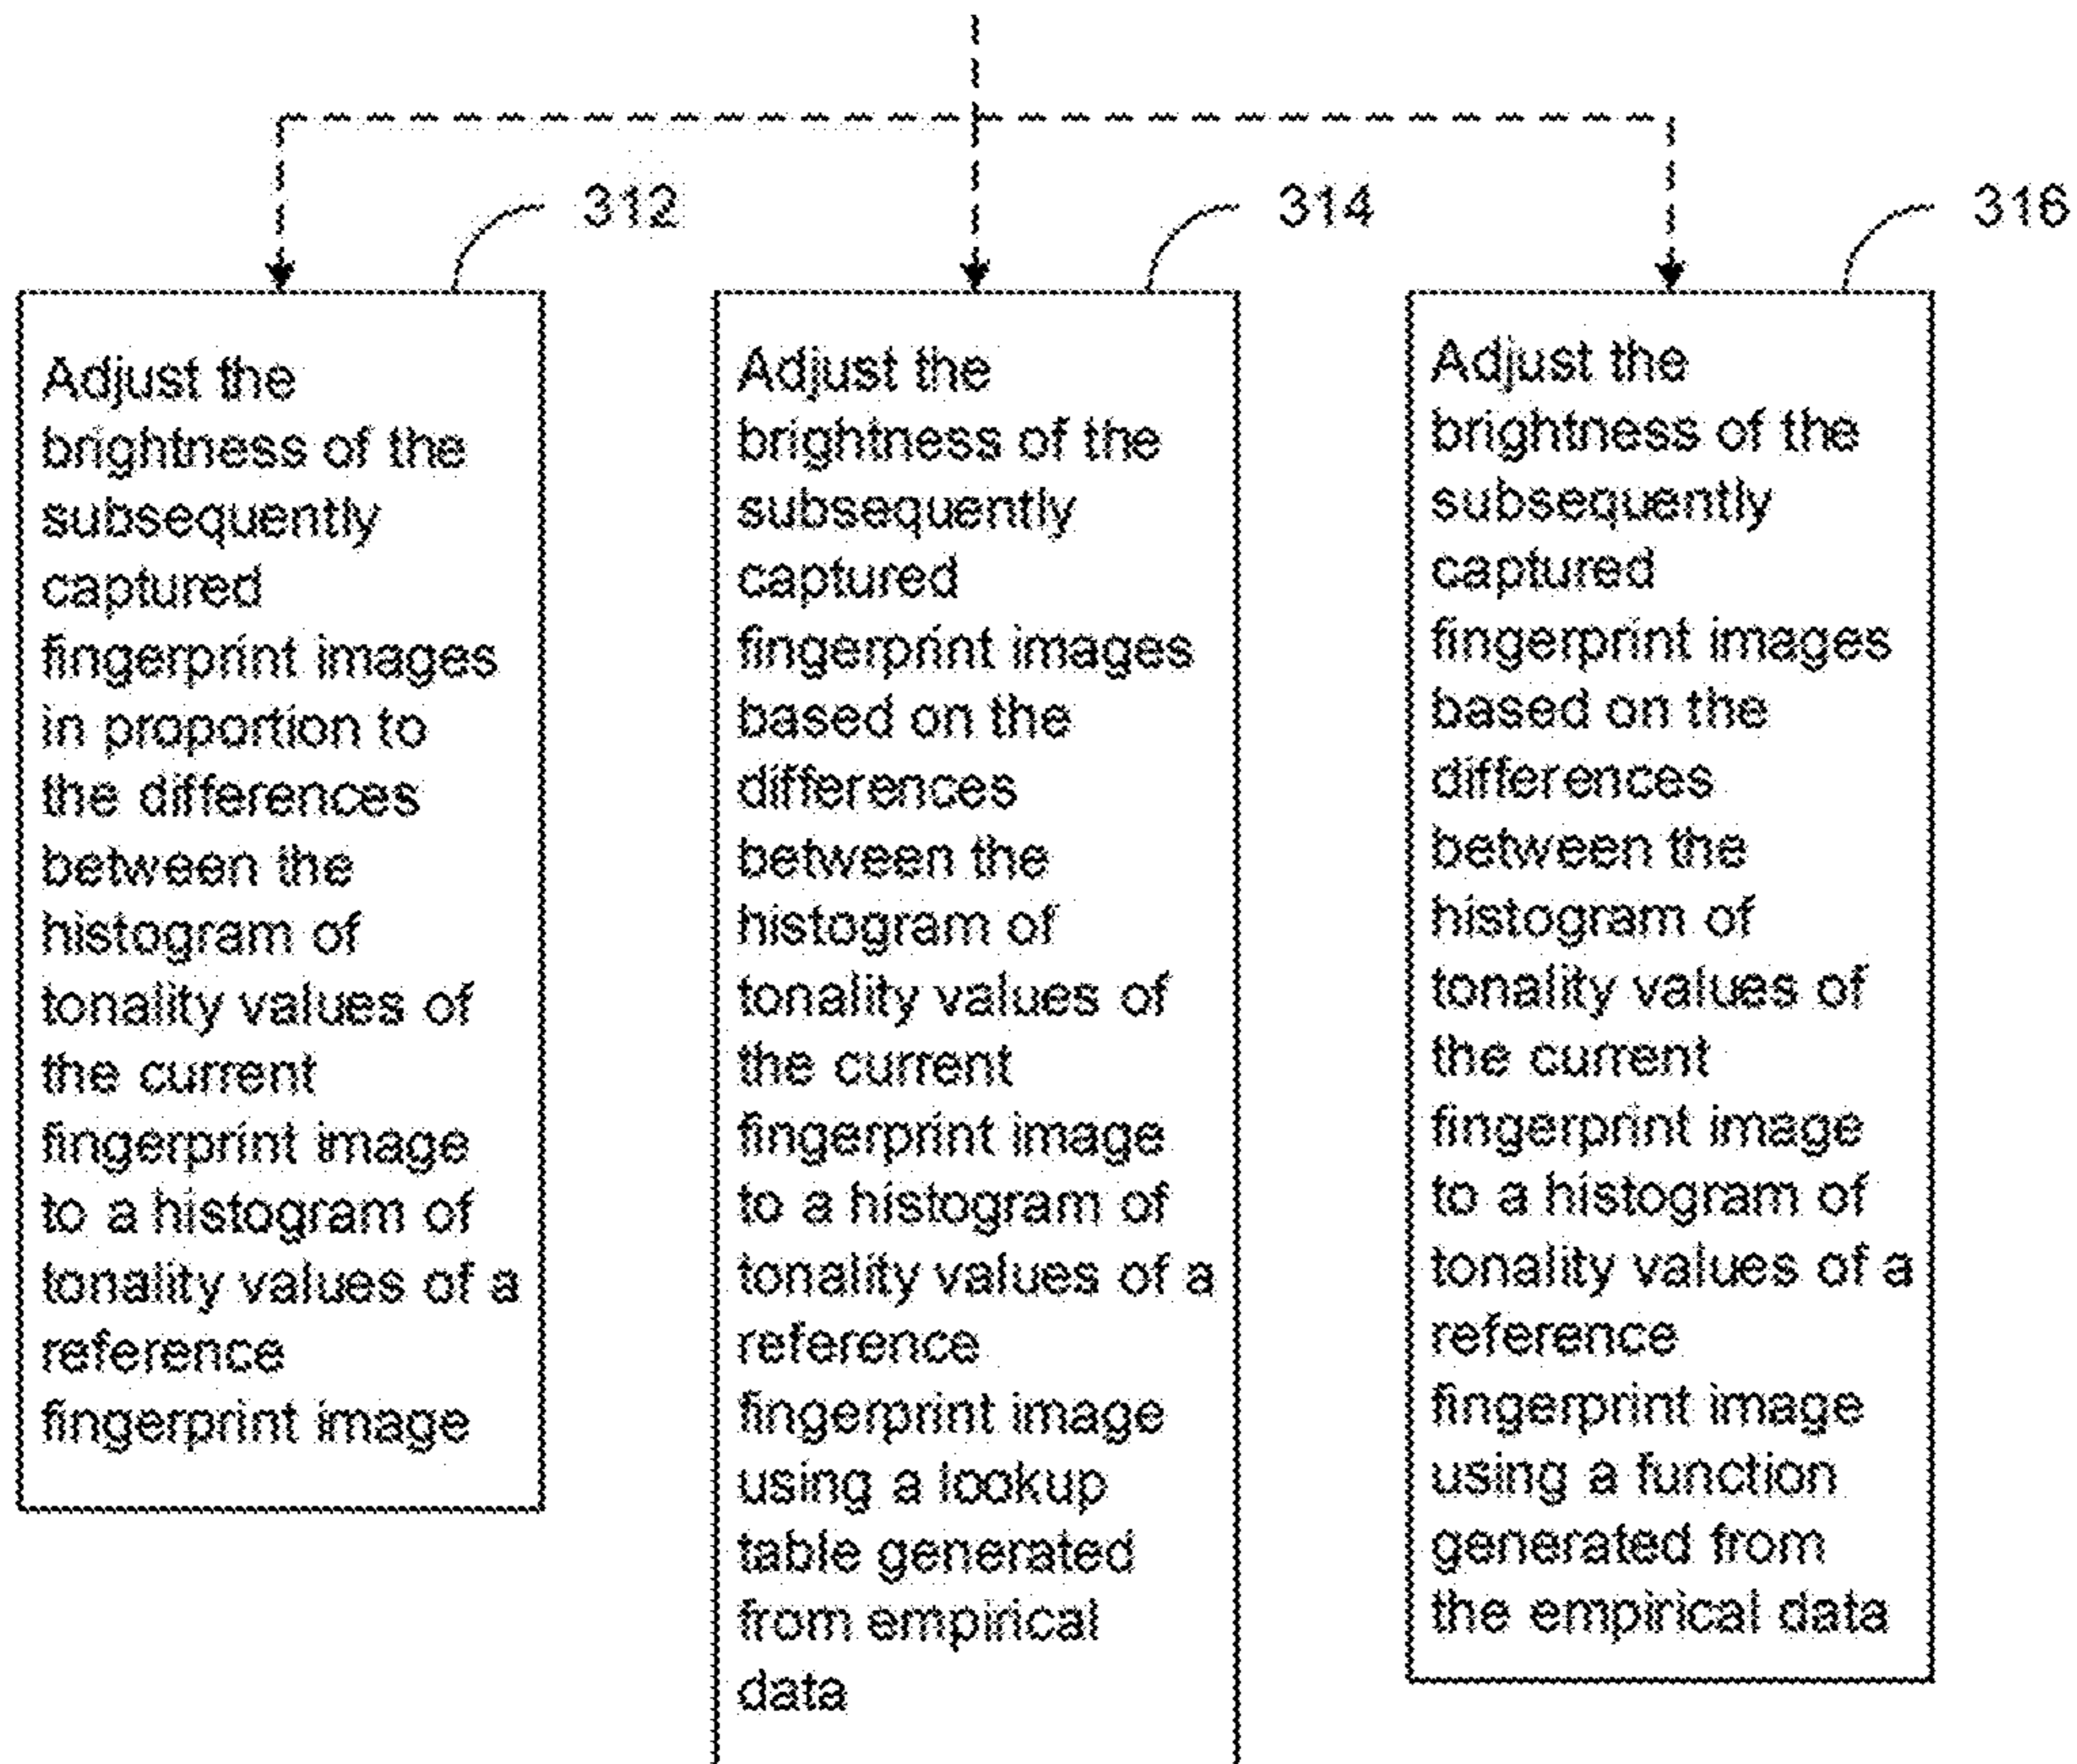 312
314
316
Adjust the
brightness of the
subsequently
captured
fingerprint images
in proportion to
the differences
between the
histogram of
tonality values of
the current
fingerprint image
to a histogram of
tonality values of a
reference
fingerprint image
Adjust the
brightness of the
subsequently
captured
fingerprint images
based on the
differences
between the
histogram of
tonality values of
the current
fingerprint image
to a histogram of
tonality values of a
reference
fingerprint image
using a lookup
table generated
from empirical
data
Adjust the
brightness of the
subsequently
captured
fingerprint images
based on the
differences
between the
histogram of
tonality values of
the current
fingerprint image
to a histogram of
tonality values of a
reference
fingerprint image
using a function
generated from
the empirical data